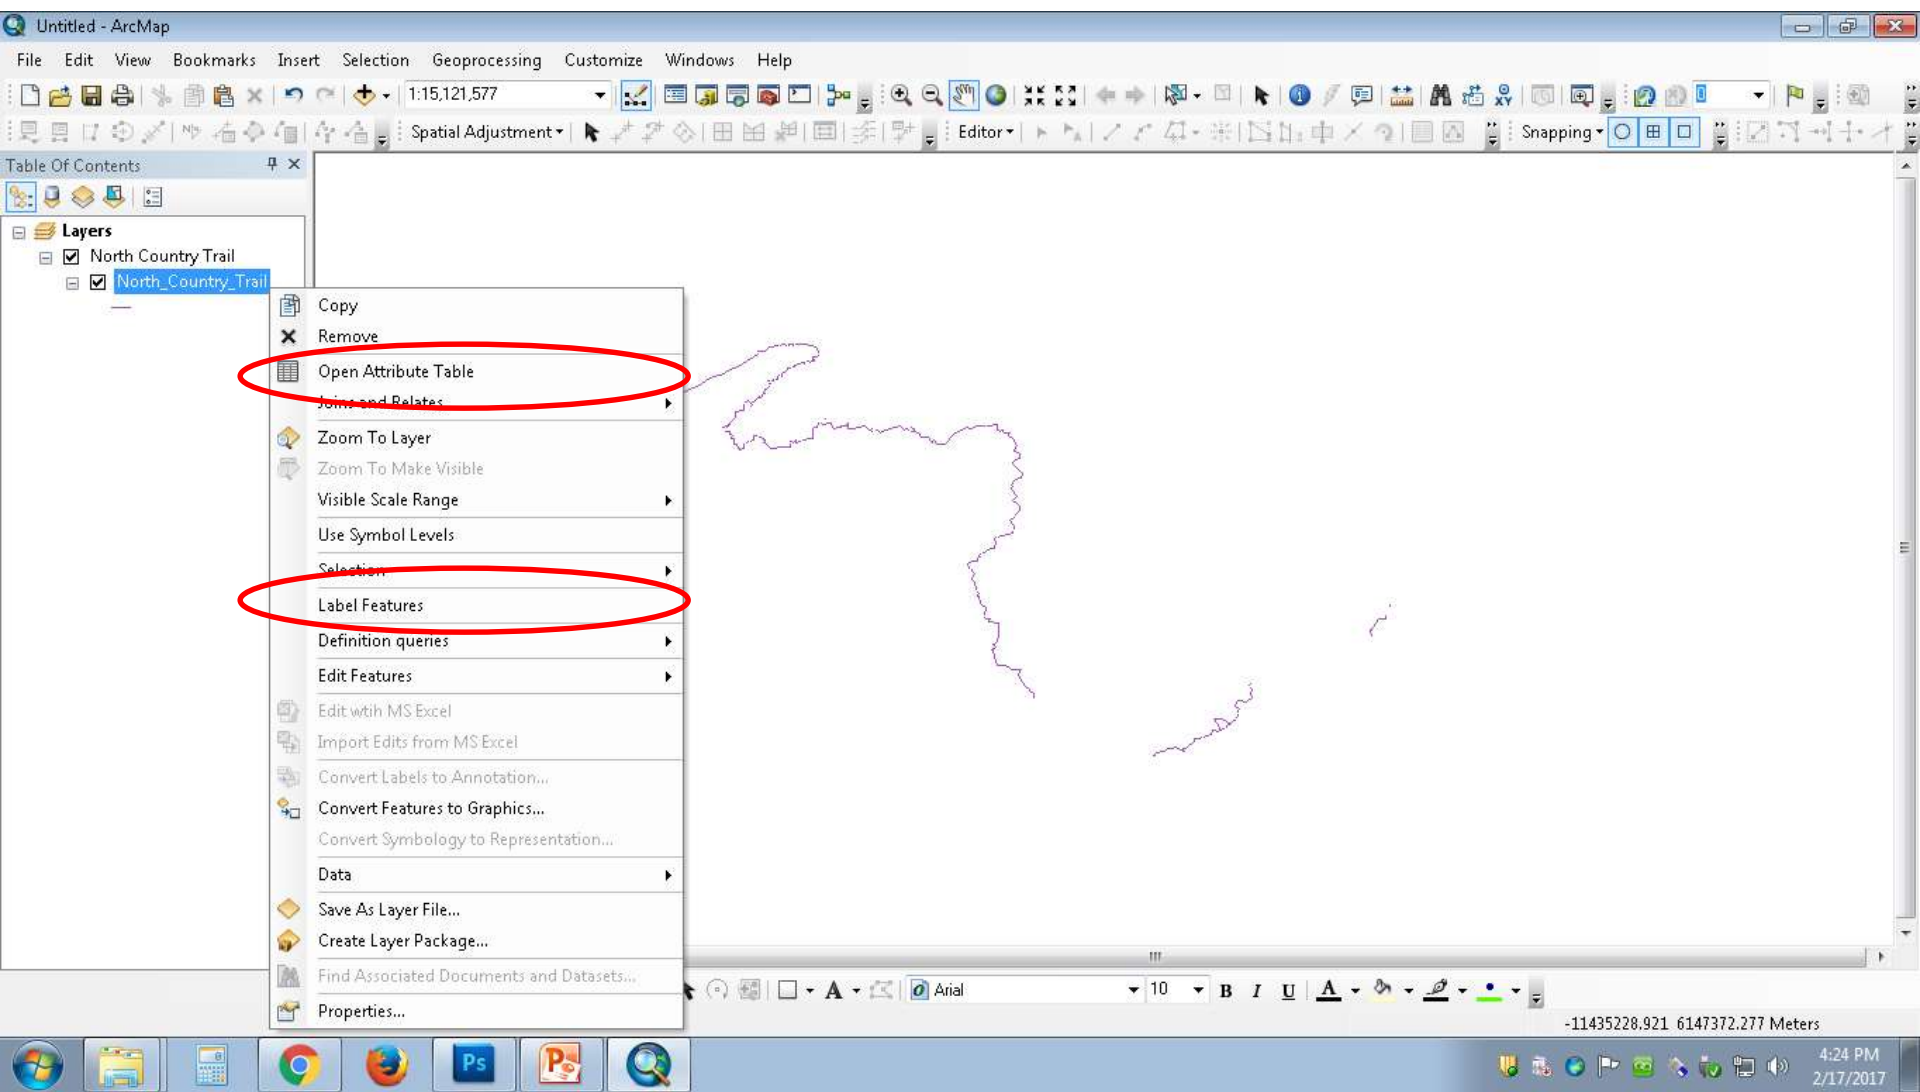 Untitled - ArcMap
File Edit View Bookmarks Insert Selection Geoprocessing Customize Windows Help
1:15,121,577
Spatial Adjustment Editor Snapping
Table Of Contents
Layers
North Country Trail
North_Country_Trail
Copy
Remove
Open Attribute Table
Joins and Relates
Zoom To Layer
Zoom To Make Visible
Visible Scale Range
Use Symbol Levels
Selection
Label Features
Definition queries
Edit Features
Edit wtih MS Excel
Import Edits from MS Excel
Convert Labels to Annotation...
Convert Features to Graphics...
Convert Symbology to Representation...
Data
Save As Layer File...
Create Layer Package...
Find Associated Documents and Datasets...
Properties...
A Arial 10 B I U A
-11435228.921 6147372.277 Meters
Ps
4:24 PM
2/17/2017